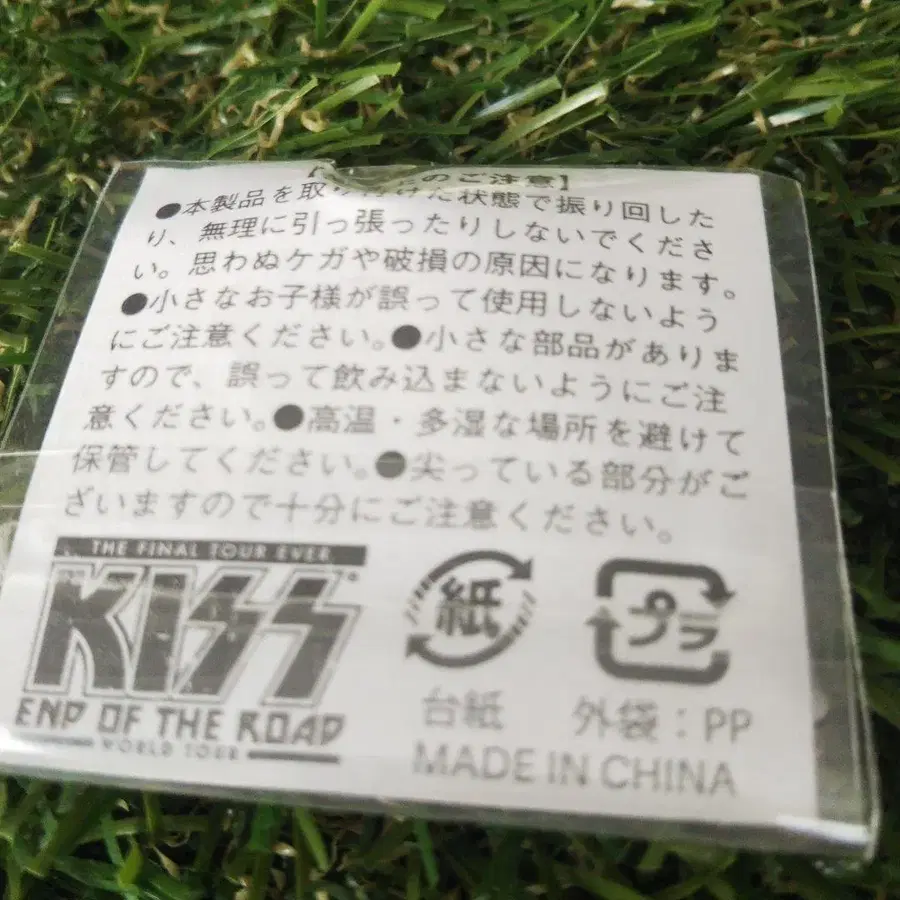 のご注意】
●本製品を取り付けた状態で振り回した
り、無理に引っ張ったりしないでくださ
い。思わぬケガや破損の原因になります。
●小さなお子様が誤って使用しないよう
にご注意ください。●小さな部品がありま
すので、誤って飲み込まないようにご注
意ください。●高温・多湿な場所を避けて
保管してください。●尖っている部分がご
ざいますので十分にご注意ください。
THE FINAL TOUR EVER
KISS
END OF THE ROAD
WORLD TOUR
紙
台紙
プラ
外袋：PP
MADE IN CHINA